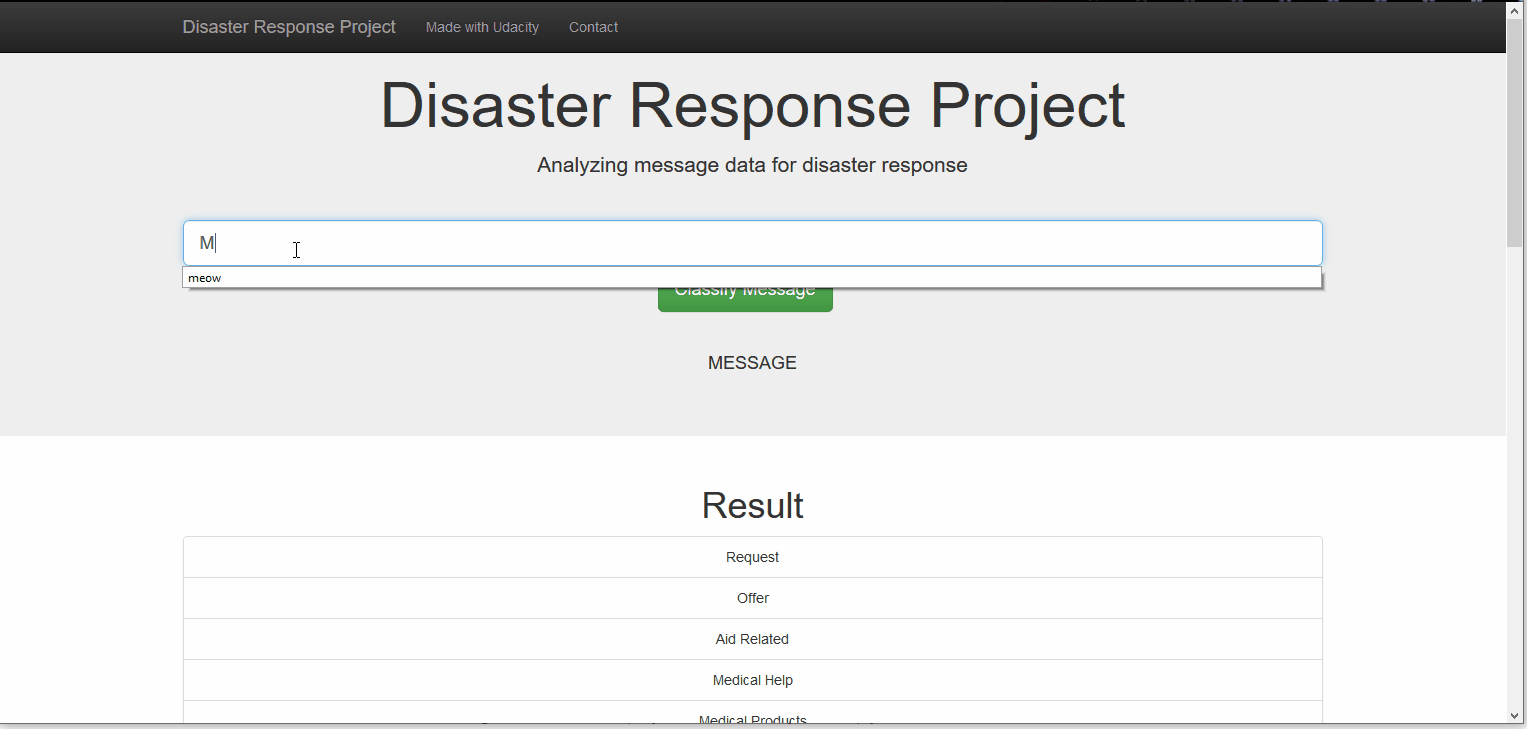 Disaster Response Project Made with Udacity Contact
Disaster Response Project
Analyzing message data for disaster response
M
meow
Classify Message
MESSAGE
Result
Request
Offer
Aid Related
Medical Help
Medical Products